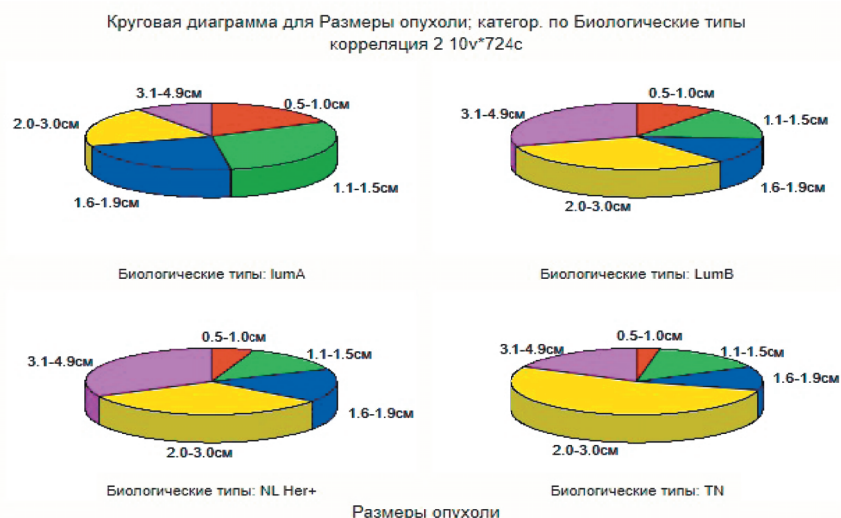 Круговая диаграмма для Размеры опухоли; категор. по Биологические типы
корреляция 2 10v*724c
3.1-4.9см
0.5-1.0см
2.0-3.0см
1.6-1.9см
1.1-1.5см
Биологические типы: lumA
0.5-1.0см
3.1-4.9см
1.1-1.5см
1.6-1.9см
2.0-3.0см
Биологические типы: LumB
0.5-1.0см
3.1-4.9см
1.1-1.5см
1.6-1.9см
2.0-3.0см
Биологические типы: NL Her+
0.5-1.0см
3.1-4.9см
1.1-1.5см
1.6-1.9см
2.0-3.0см
Биологические типы: TN
Размеры опухоли